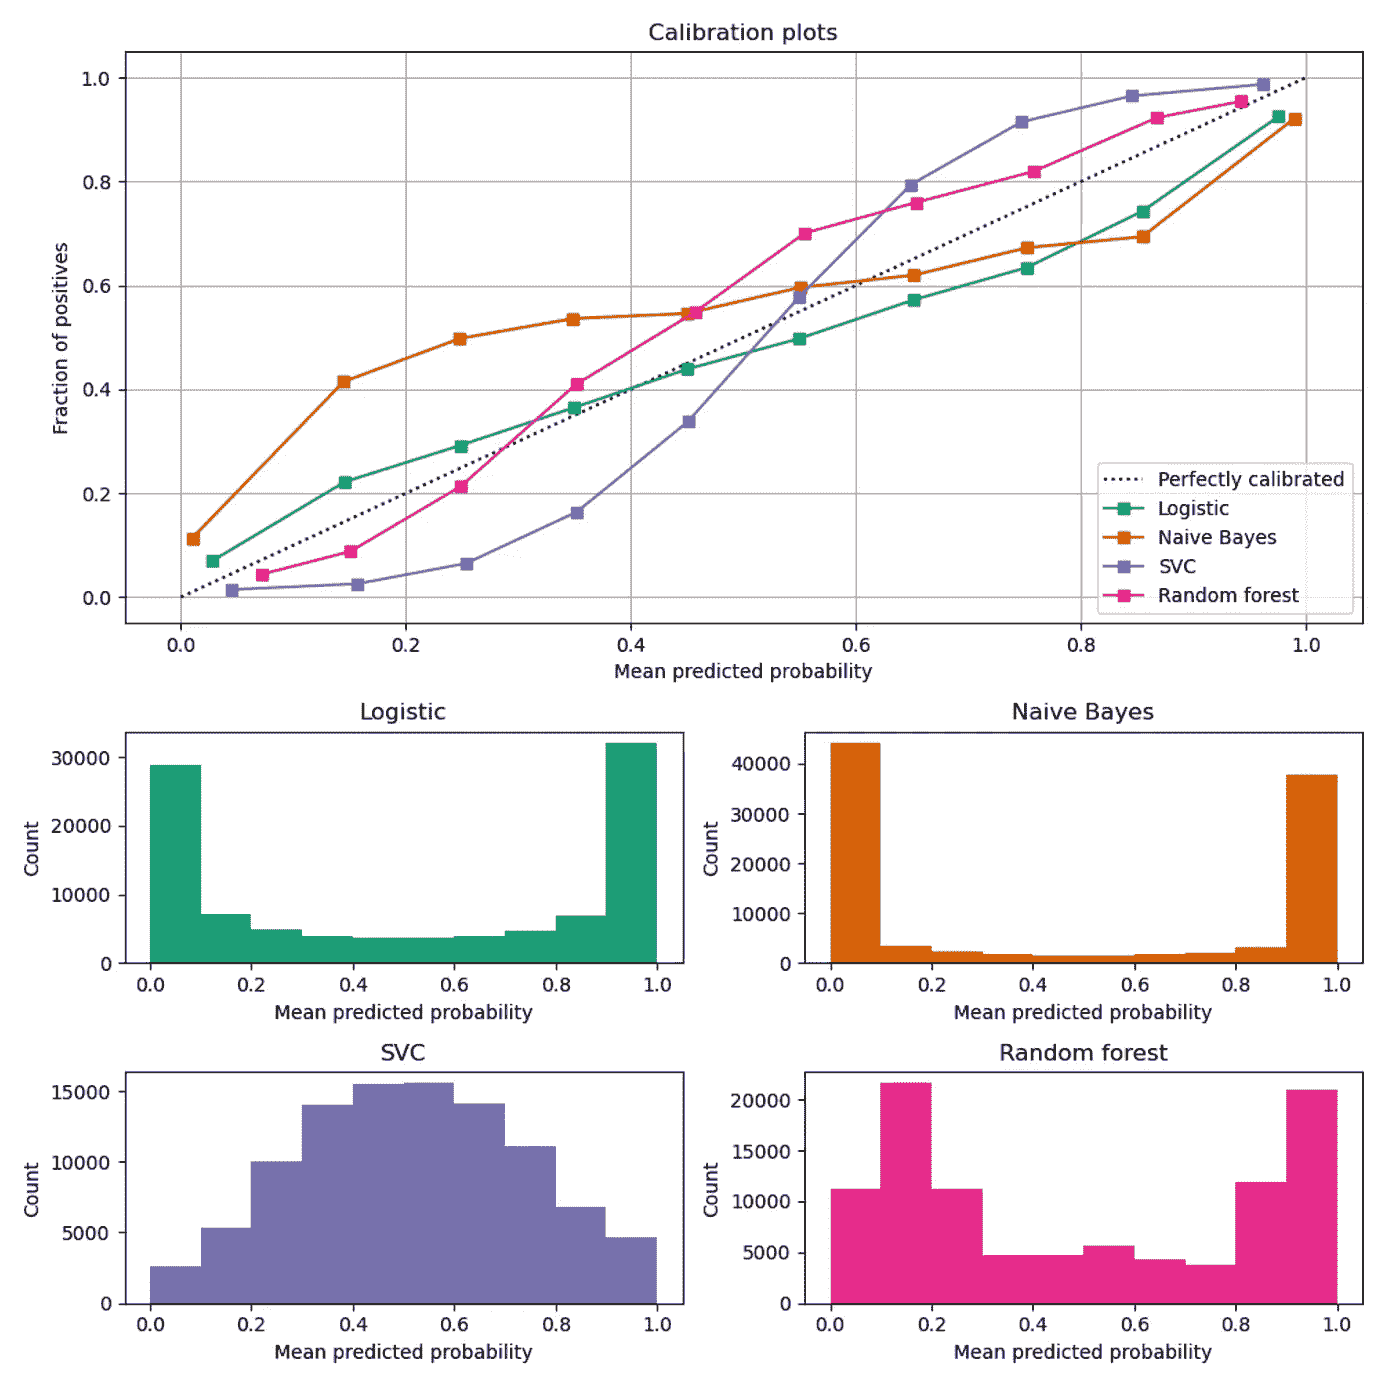 Calibration plots
1.0
0.8
0.6
0.4
0.2
0.0
Fraction of positives
0.0 0.2 0.4 0.6 0.8 1.0
Mean predicted probability
Perfectly calibrated
Logistic
Naive Bayes
SVC
Random forest
Logistic
30000
20000
10000
0
Count
0.0 0.2 0.4 0.6 0.8 1.0
Mean predicted probability
Naive Bayes
40000
30000
20000
10000
0
Count
0.0 0.2 0.4 0.6 0.8 1.0
Mean predicted probability
SVC
15000
10000
5000
0
Count
0.0 0.2 0.4 0.6 0.8 1.0
Mean predicted probability
Random forest
20000
15000
10000
5000
0
Count
0.0 0.2 0.4 0.6 0.8 1.0
Mean predicted probability